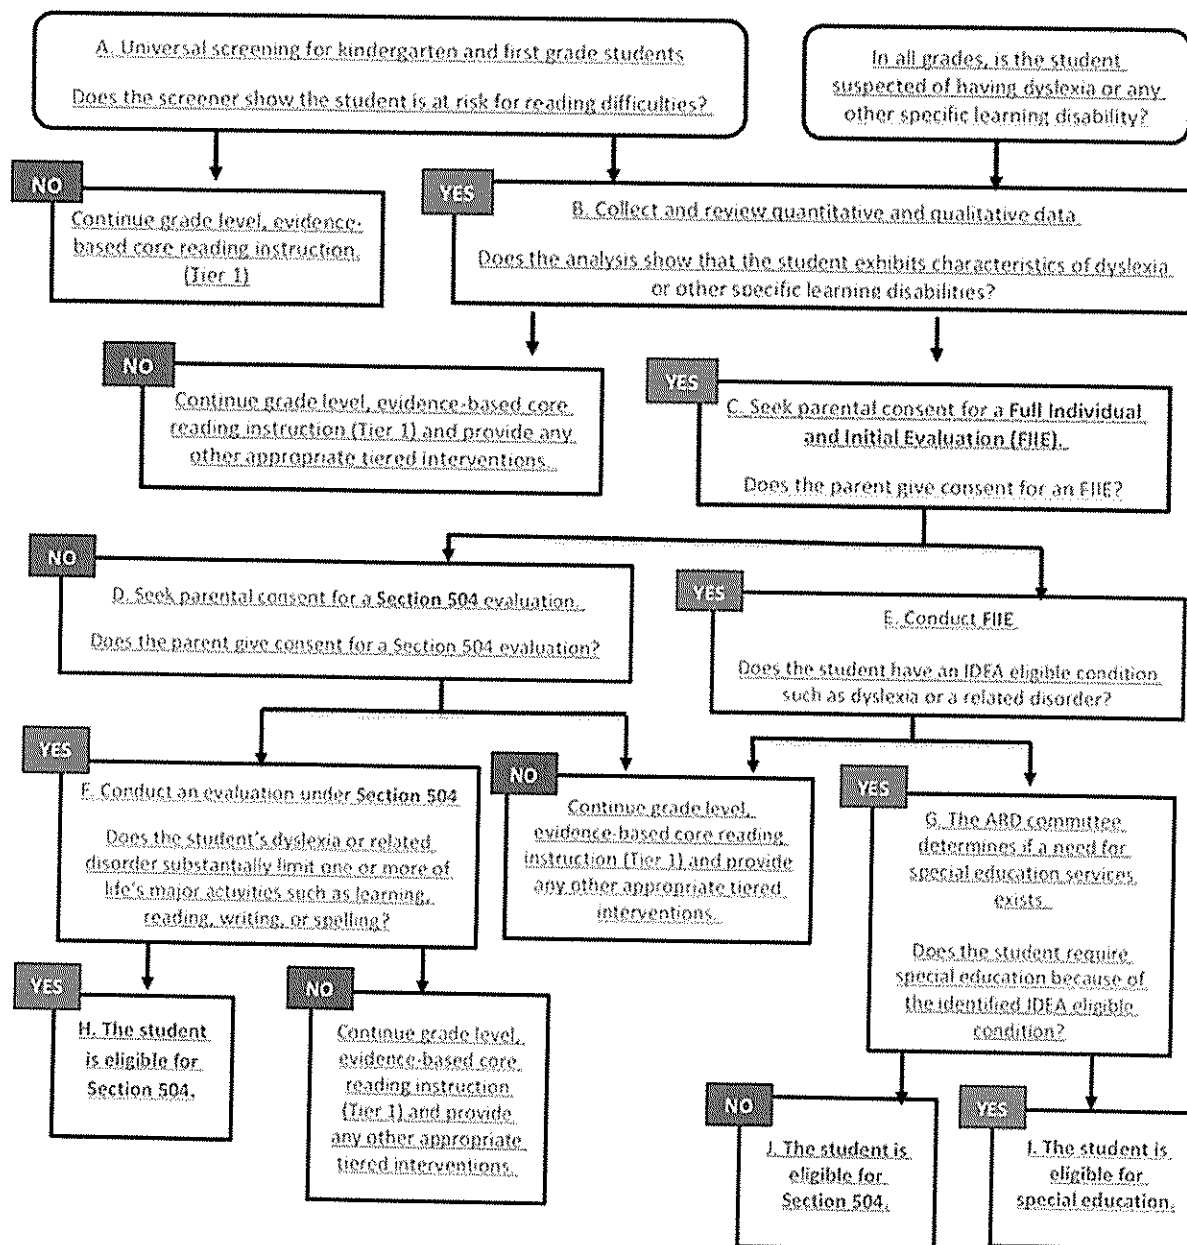 A. Universal screening for kindergarten and first grade students
Does the screener show the student is at risk for reading difficulties?
In all grades, is the student
suspected of having dyslexia or any
other specific learning disability?
NO
Continue grade level, evidence-
based core reading instruction.
(Tier 1)
YES
B. Collect and review quantitative and qualitative data
Does the analysis show that the student exhibits characteristics of dyslexia
or other specific learning disabilities?
NO
Continue grade level, evidence-based core
reading instruction (Tier 1) and provide any
other appropriate tiered interventions.
YES
C. Seek parental consent for a Full Individual
and Initial Evaluation (FIIE).
Does the parent give consent for an FIIE?
NO
D. Seek parental consent for a Section 504 evaluation.
Does the parent give consent for a Section 504 evaluation?
YES
E. Conduct FIIE
Does the student have an IDEA eligible condition
such as dyslexia or a related disorder?
YES
F. Conduct an evaluation under Section 504
Does the student's dyslexia or related
disorder substantially limit one or more of
life's major activities such as learning,
reading, writing, or spelling?
NO
Continue grade level,
evidence-based core reading
instruction (Tier 1) and provide
any other appropriate tiered
interventions.
YES
G. The ARD committee
determines if a need for
special education services
exists.
Does the student require
special education because of
the identified IDEA eligible
condition?
YES
H. The student
is eligible for
Section 504.
NO
Continue grade level,
evidence-based core
reading instruction
(Tier 1) and provide
any other appropriate
tiered interventions.
NO
J. The student is
eligible for
Section 504.
YES
I. The student is
eligible for
special education.